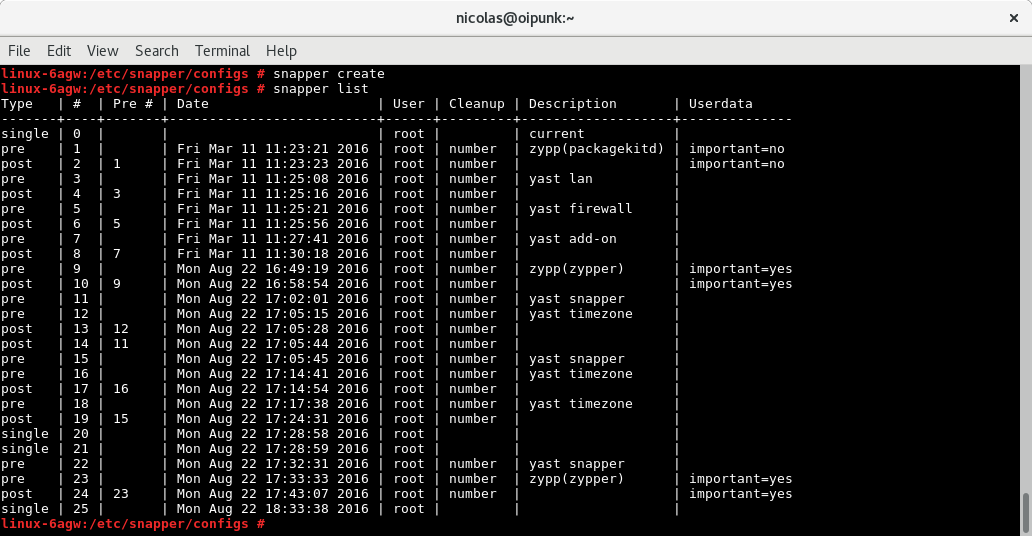 nicolas@oipunk:~
File Edit View Search Terminal Help
linux-6agw:/etc/snapper/configs # snapper create
linux-6agw:/etc/snapper/configs # snapper list
Type   | #  | Pre # | Date                     | User | Cleanup | Description       | Userdata
-------+----+-------+--------------------------+------+---------+-------------------+--------------
single | 0  |       |                          | root |         | current           |
pre    | 1  |       | Fri Mar 11 11:23:21 2016 | root | number  | zypp(packagekitd) | important=no
post   | 2  | 1     | Fri Mar 11 11:23:23 2016 | root | number  |                   | important=no
pre    | 3  |       | Fri Mar 11 11:25:08 2016 | root | number  | yast lan          |
post   | 4  | 3     | Fri Mar 11 11:25:16 2016 | root | number  |                   |
pre    | 5  |       | Fri Mar 11 11:25:21 2016 | root | number  | yast firewall     |
post   | 6  | 5     | Fri Mar 11 11:25:56 2016 | root | number  |                   |
pre    | 7  |       | Fri Mar 11 11:27:41 2016 | root | number  | yast add-on       |
post   | 8  | 7     | Fri Mar 11 11:30:18 2016 | root | number  |                   |
pre    | 9  |       | Mon Aug 22 16:49:19 2016 | root | number  | zypp(zypper)      | important=yes
post   | 10 | 9     | Mon Aug 22 16:58:54 2016 | root | number  |                   | important=yes
pre    | 11 |       | Mon Aug 22 17:02:01 2016 | root | number  | yast snapper      |
pre    | 12 |       | Mon Aug 22 17:05:15 2016 | root | number  | yast timezone     |
post   | 13 | 12    | Mon Aug 22 17:05:28 2016 | root | number  |                   |
post   | 14 | 11    | Mon Aug 22 17:05:44 2016 | root | number  |                   |
pre    | 15 |       | Mon Aug 22 17:05:45 2016 | root | number  | yast snapper      |
pre    | 16 |       | Mon Aug 22 17:14:41 2016 | root | number  | yast timezone     |
post   | 17 | 16    | Mon Aug 22 17:14:54 2016 | root | number  |                   |
pre    | 18 |       | Mon Aug 22 17:17:38 2016 | root | number  | yast timezone     |
post   | 19 | 15    | Mon Aug 22 17:24:31 2016 | root | number  |                   |
single | 20 |       | Mon Aug 22 17:28:58 2016 | root |         |                   |
single | 21 |       | Mon Aug 22 17:28:59 2016 | root |         |                   |
pre    | 22 |       | Mon Aug 22 17:32:31 2016 | root | number  | yast snapper      |
pre    | 23 |       | Mon Aug 22 17:33:33 2016 | root | number  | zypp(zypper)      | important=yes
post   | 24 | 23    | Mon Aug 22 17:43:07 2016 | root | number  |                   | important=yes
single | 25 |       | Mon Aug 22 18:33:38 2016 | root |         |                   |
linux-6agw:/etc/snapper/configs #